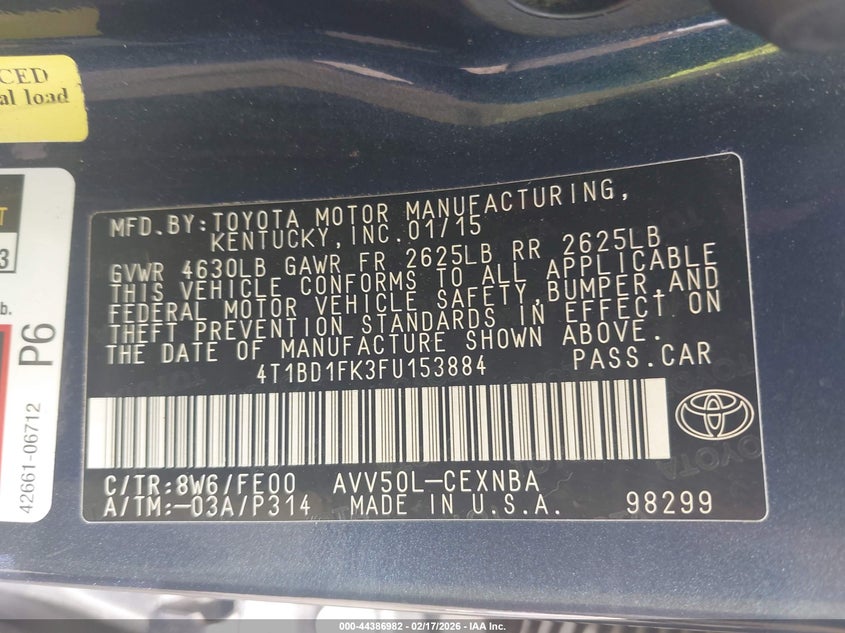 CED
al load
T
3
b.
P6
42661-06712
MFD.BY:TOYOTA MOTOR MANUFACTURING,
KENTUCKY,INC.01/15
GVWR 4630LB GAWR FR 2625LB RR 2625LB
THIS VEHICLE CONFORMS TO ALL APPLICABLE
FEDERAL MOTOR VEHICLE SAFETY,BUMPER,AND
THEFT PREVENTION STANDARDS IN EFFECT ON
THE DATE OF MANUFACTURE SHOWN ABOVE.
4T1BD1FK3FU153884 PASS.CAR
C/TR:8W6/FE00 AVV50L-CEXNBA
A/TM:-03A/P314 MADE IN U.S.A. 98299
000-44386982 - 02/17/2026 - IAA Inc.